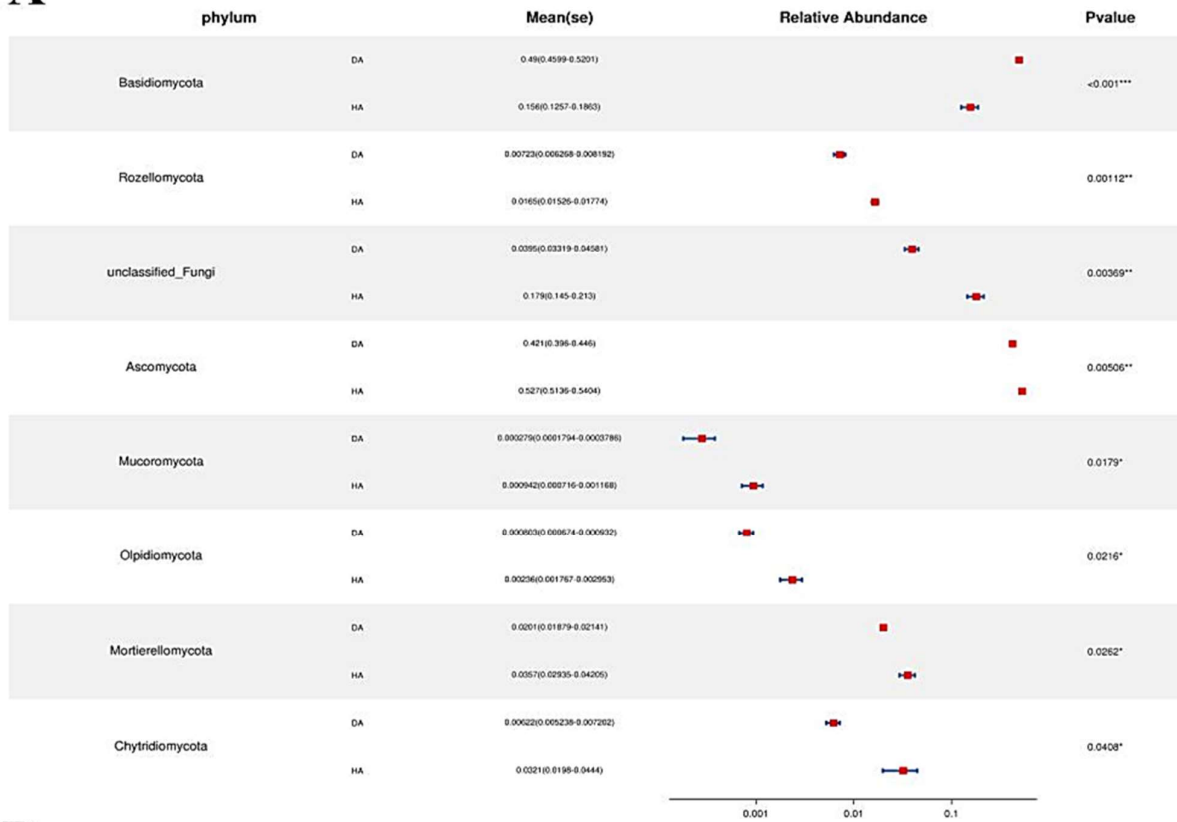 A
phylum Mean(se) Relative Abundance Pvalue
DA 0.49(0.4599-0.5201)
Basidiomycota <0.001***
HA 0.156(0.1257-0.1863)
DA 0.00723(0.006268-0.008192)
Rozellomycota 0.00112**
HA 0.0165(0.01526-0.01774)
DA 0.0395(0.03319-0.04581)
unclassified_Fungi 0.00369**
HA 0.179(0.145-0.213)
DA 0.421(0.396-0.446)
Ascomycota 0.00506**
HA 0.527(0.5136-0.5404)
DA 0.000279(0.0001794-0.0003786)
Mucoromycota 0.0179*
HA 0.000942(0.000716-0.001168)
DA 0.000803(0.000674-0.000932)
Olpidiomycota 0.0216*
HA 0.00236(0.001767-0.002953)
DA 0.0201(0.01879-0.02141)
Mortierellomycota 0.0262*
HA 0.0357(0.02935-0.04205)
DA 0.00622(0.005238-0.007202)
Chytridiomycota 0.0408*
HA 0.0321(0.0198-0.0444)
0.001 0.01 0.1